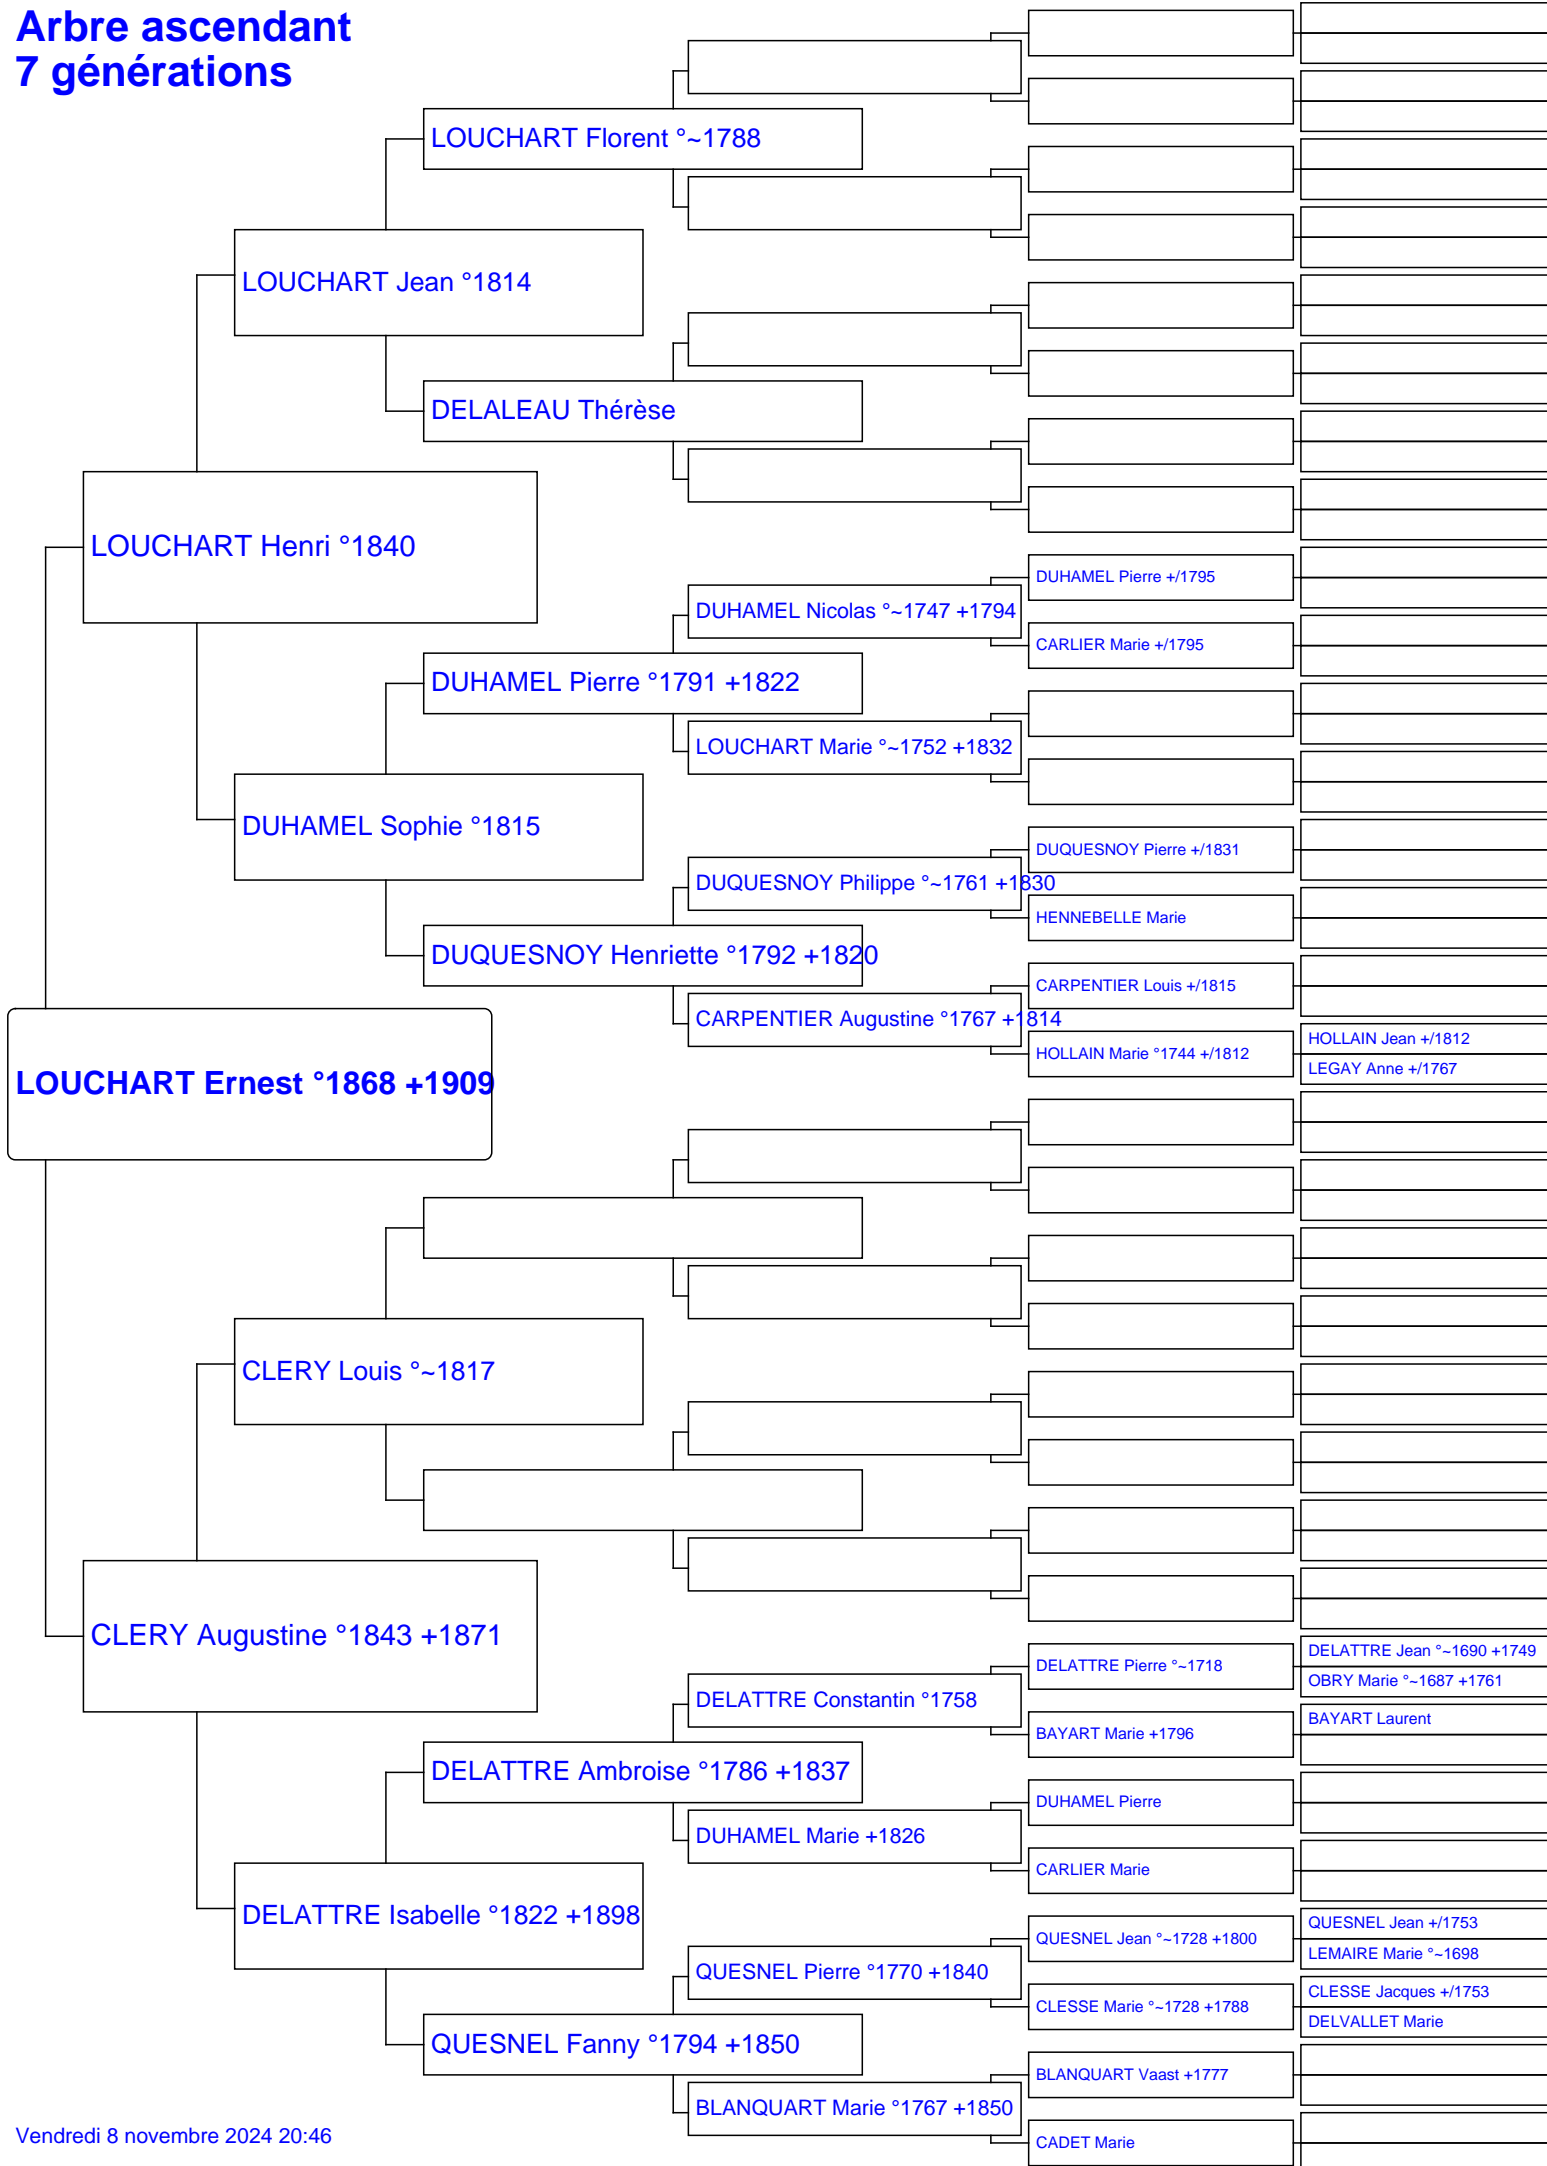 Arbre ascendant
7 générations
LOUCHART Florent °~1788
LOUCHART Jean °1814
DELALEAU Thérèse
LOUCHART Henri °1840
DUHAMEL Pierre +/1795
DUHAMEL Nicolas °~1747 +1794
CARLIER Marie +/1795
DUHAMEL Pierre °1791 +1822
LOUCHART Marie °~1752 +1832
DUHAMEL Sophie °1815
DUQUESNOY Pierre +/1831
DUQUESNOY Philippe °~1761 +1830
HENNEBELLE Marie
DUQUESNOY Henriette °1792 +1820
CARPENTIER Louis +/1815
CARPENTIER Augustine °1767 +1814
HOLLAIN Jean +/1812
HOLLAIN Marie °1744 +/1812
LEGAY Anne +/1767
LOUCHART Ernest °1868 +1909
CLERY Louis °~1817
CLERY Augustine °1843 +1871
DELATTRE Jean °~1690 +1749
DELATTRE Pierre °~1718
OBRY Marie °~1687 +1761
DELATTRE Constantin °1758
BAYART Laurent
BAYART Marie +1796
DELATTRE Ambroise °1786 +1837
DUHAMEL Pierre
DUHAMEL Marie +1826
CARLIER Marie
DELATTRE Isabelle °1822 +1898
QUESNEL Jean +/1753
QUESNEL Jean °~1728 +1800
LEMAIRE Marie °~1698
QUESNEL Pierre °1770 +1840
CLESSE Jacques +/1753
CLESSE Marie °~1728 +1788
DELVALLET Marie
QUESNEL Fanny °1794 +1850
BLANQUART Vaast +1777
BLANQUART Marie °1767 +1850
CADET Marie
Vendredi 8 novembre 2024 20:46